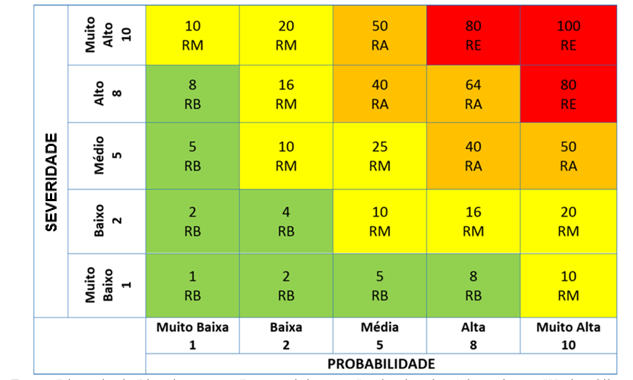 SEVERIDADE
Muito
Alto
10
10
RM
20
RM
50
RA
80
RE
100
RE
Alto
8
8
RB
16
RM
40
RA
64
RA
80
RE
Médio
5
5
RB
10
RM
25
RM
40
RA
50
RA
Baixo
2
2
RB
4
RB
10
RM
16
RM
20
RM
Muito
Baixo
1
1
RB
2
RB
5
RB
8
RB
10
RM
Muito Baixa
1
Baixa
2
Média
5
Alta
8
Muito Alta
10
PROBABILIDADE